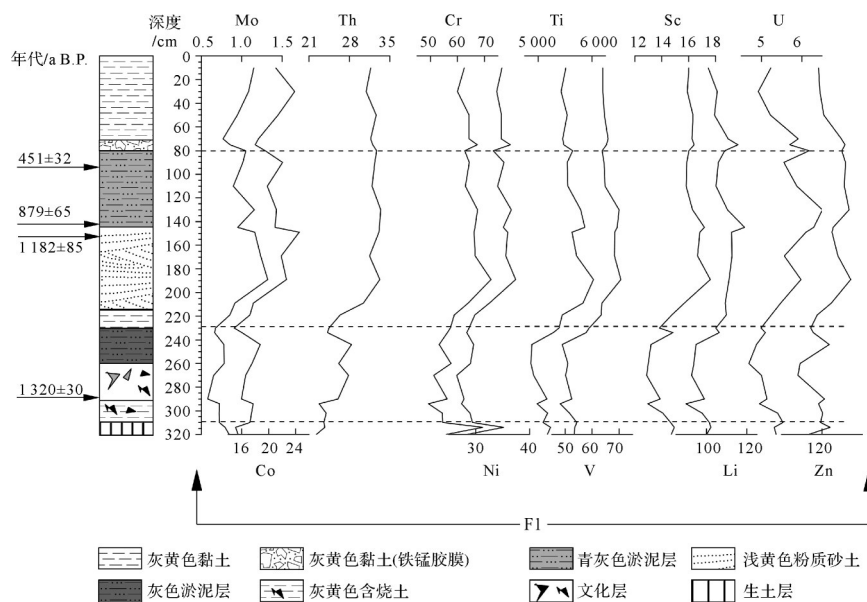 深度 Mo Th Cr Ti Sc U
/cm 0.5 1.0 1.5 21 28 35 50 60 70 5 000 6 000 12 14 16 18 5 6
年代/a B.P.
0
20
40
60
80
451±32
100
120
879±65
140
1 182±85
160
180
200
220
240
260
280
1 320±30
300
320
16 20 24 30 40 50 60 70 100 120 120
Co Ni V Li Zn
F1
灰黄色黏土 灰黄色黏土(铁锰胶膜) 青灰色淤泥层 浅黄色粉质砂土
灰色淤泥层 灰黄色含烧土 文化层 生土层